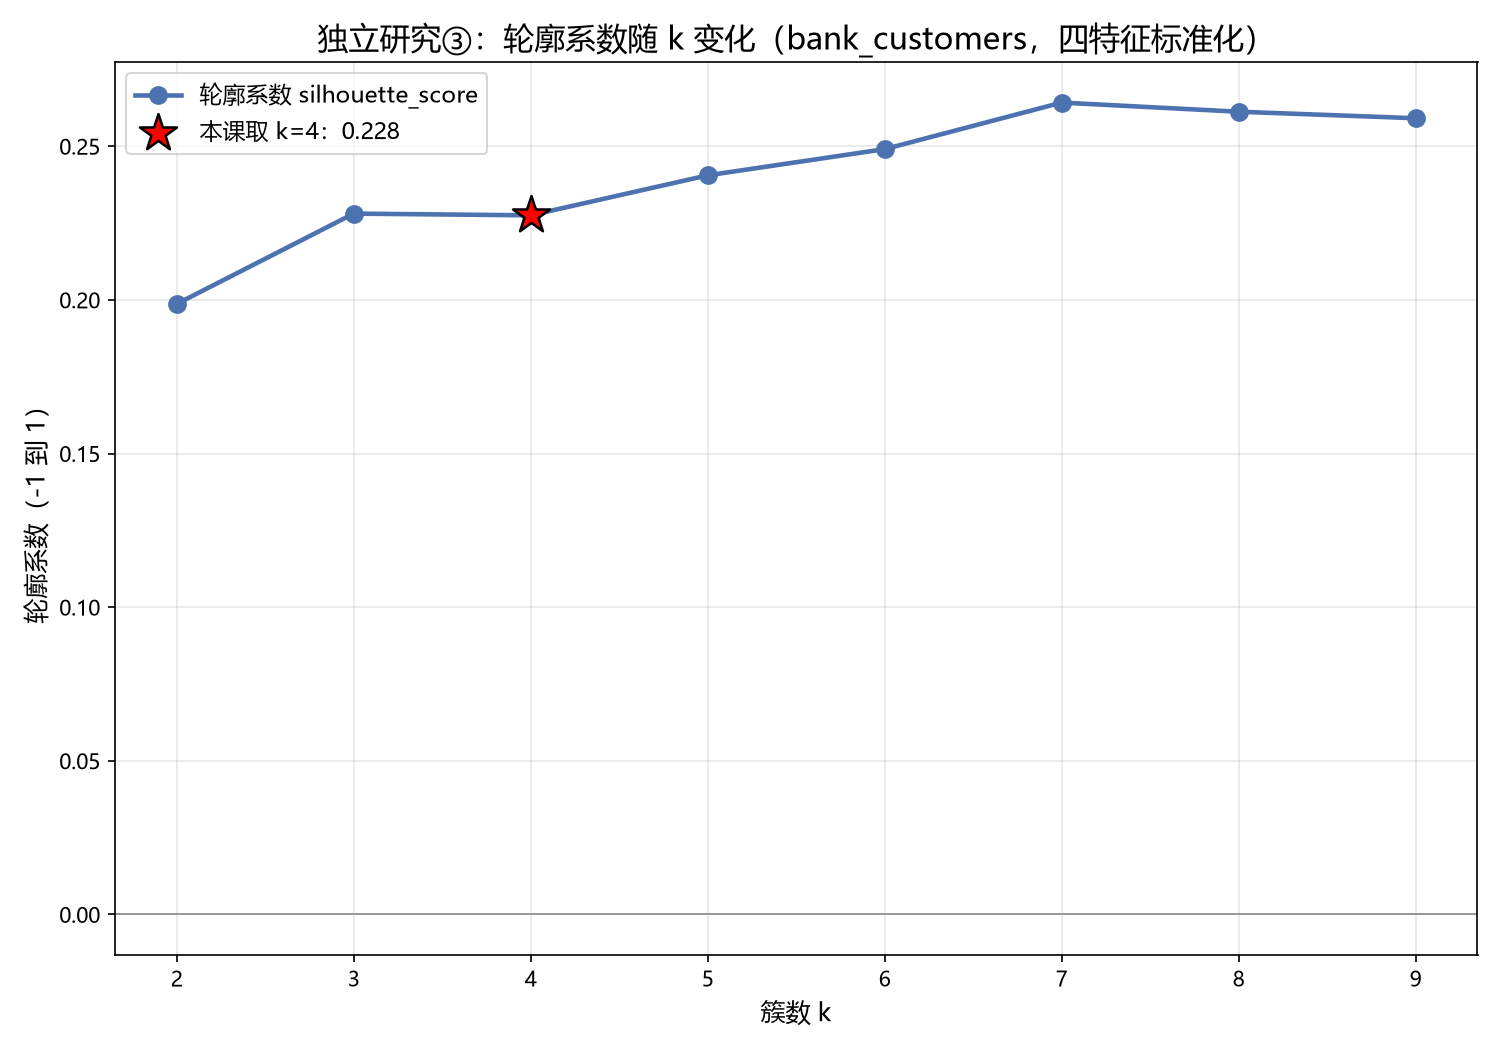 独立研究③：轮廓系数随 k 变化（bank_customers，四特征标准化）
轮廓系数 silhouette_score
本课取 k=4：0.228
轮廓系数（-1 到 1）
0.25
0.20
0.15
0.10
0.05
0.00
2 3 4 5 6 7 8 9
簇数 k